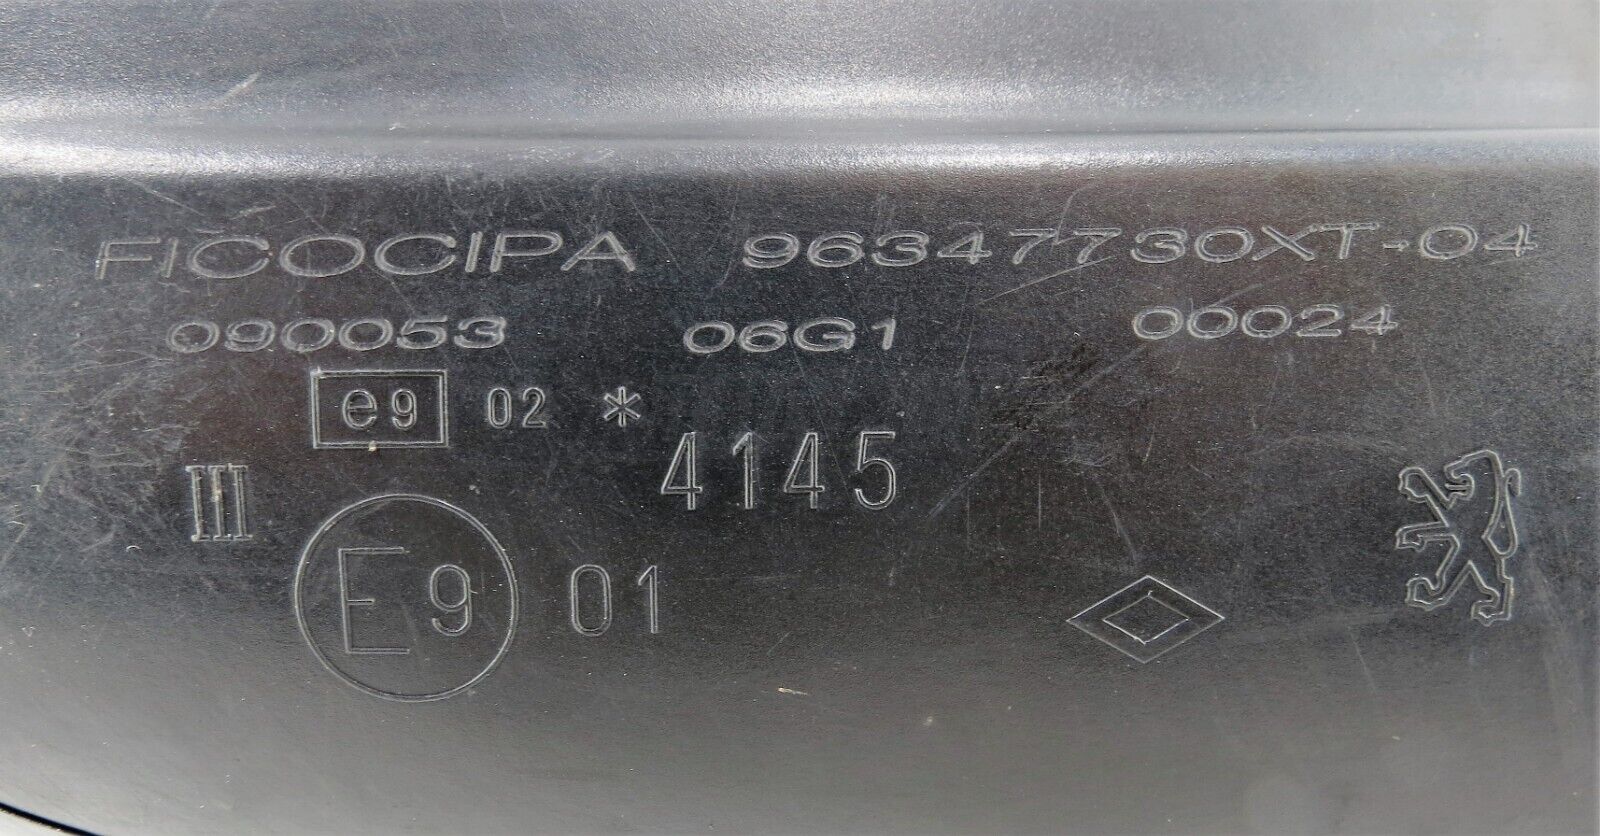 FICOCIPA 96347730XT-04
090053 06G1 00024
e9 02 *
4145
III
E9 01